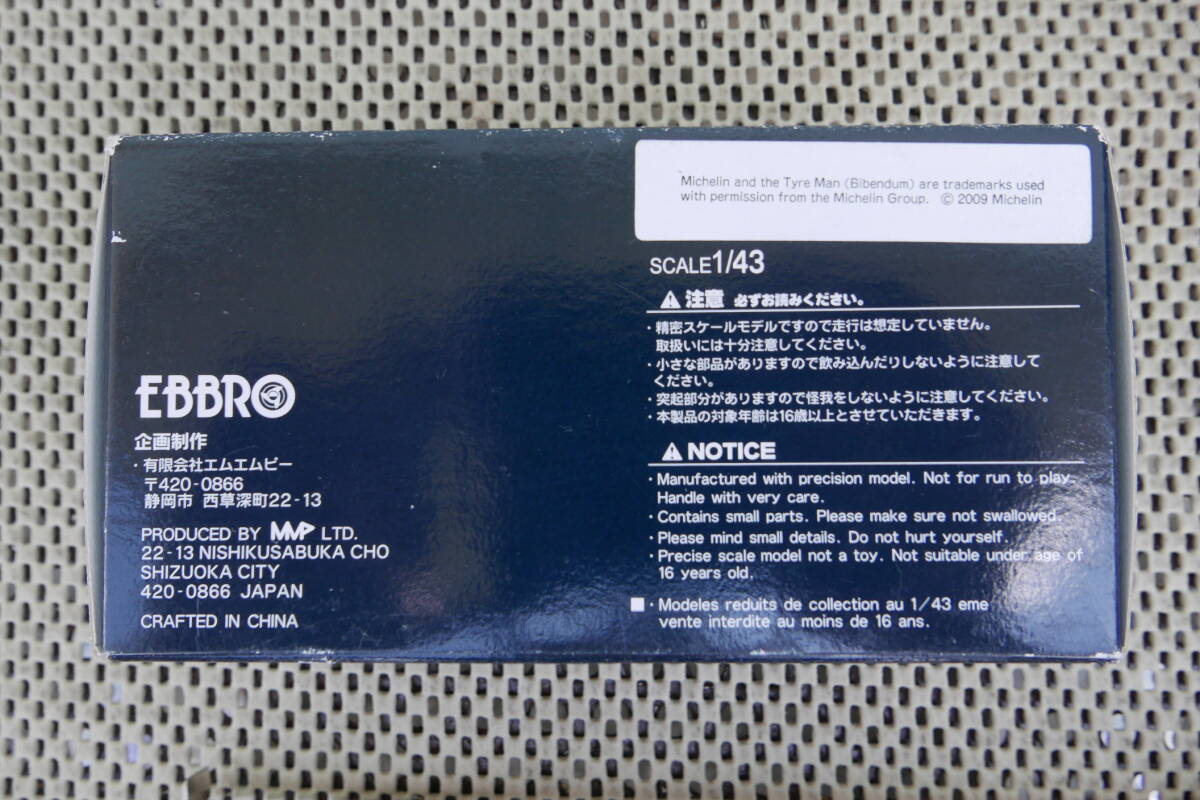 Michelin and the Tyre Man (Bibendum) are trademarks used
with permission from the Michelin Group. © 2009 Michelin
SCALE1/43
注意 必ずお読みください。
・精密スケールモデルですので走行は想定していません。
取扱いには十分注意してください。
・小さな部品がありますので飲み込んだりしないように注意して
ください。
・突起部分がありますので怪我をしないように注意してください。
・本製品の対象年齢は16歳以上とさせていただきます。
NOTICE
・Manufactured with precision model. Not for run to play.
Handle with very care.
・Contains small parts. Please make sure not swallowed.
・Please mind small details. Do not hurt yourself.
・Precise scale model not a toy. Not suitable under age of
16 years old.
■・Modeles reduits de collection au 1/43 eme
vente interdite au moins de 16 ans.
EBBRO
企画制作
・有限会社エムエムピー
〒420-0866
静岡市 西草深町22-13
PRODUCED BY MMP LTD.
22-13 NISHIKUSABUKA CHO
SHIZUOKA CITY
420-0866 JAPAN
CRAFTED IN CHINA